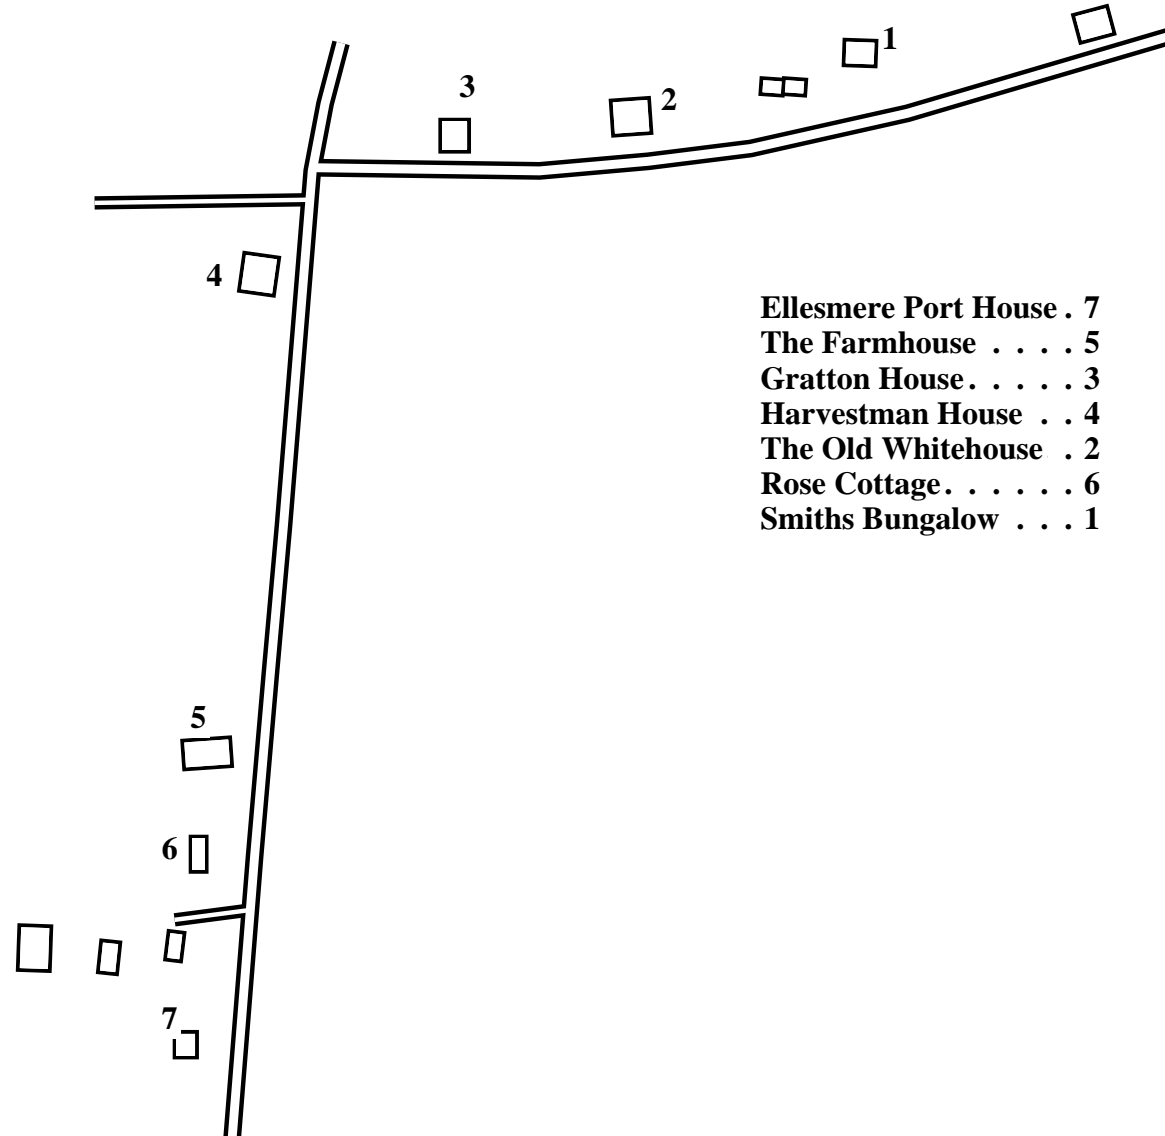 1
3
2
4
Ellesmere Port House . 7
The Farmhouse . . . . 5
Gratton House . . . . . 3
Harvestman House . . 4
The Old Whitehouse . 2
Rose Cottage . . . . . . 6
Smiths Bungalow . . . 1
5
6
7